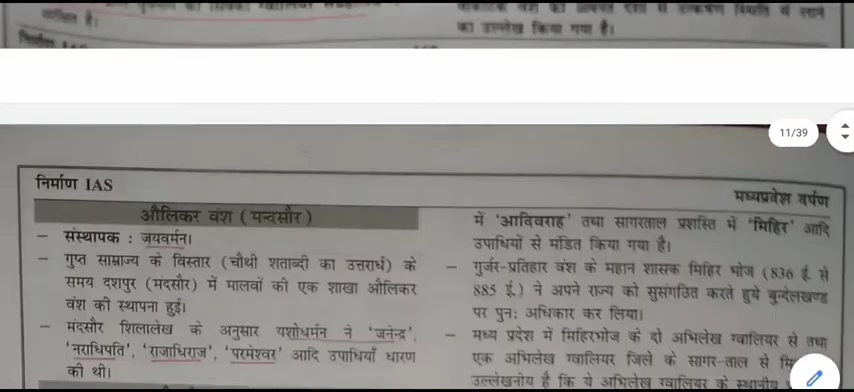 का उल्लेख किया गया है।
11/39
निर्माण IAS
मध्यप्रदेश दर्पण
औलिकर वंश (मन्दसौर)
– संस्थापक : जयवर्मन।
– गुप्त साम्राज्य के विस्तार (चौथी शताब्दी का उत्तरार्ध) के
समय दशपुर (मंदसौर) में मालवों की एक शाखा औलिकर
वंश की स्थापना हुई।
– मंदसौर शिलालेख के अनुसार यशोधर्मन ने 'जनेन्द्र',
'नराधिपति', 'राजाधिराज', 'परमेश्वर' आदि उपाधियाँ धारण
की थी।
में 'आदिवराह' तथा सागरताल प्रशस्ति में 'मिहिर' आदि
उपाधियों से मंडित किया गया है।
– गुर्जर-प्रतिहार वंश के महान शासक मिहिर भोज (836 ई. से
885 ई.) ने अपने राज्य को सुसंगठित करते हुये बुन्देलखण्ड
पर पुनः अधिकार कर लिया।
– मध्य प्रदेश में मिहिरभोज के दो अभिलेख ग्वालियर से तथा
एक अभिलेख ग्वालियर जिले के सागर-ताल से
उल्लेखनीय है कि ये अभिलेख ग्वालियर के स्थानीय